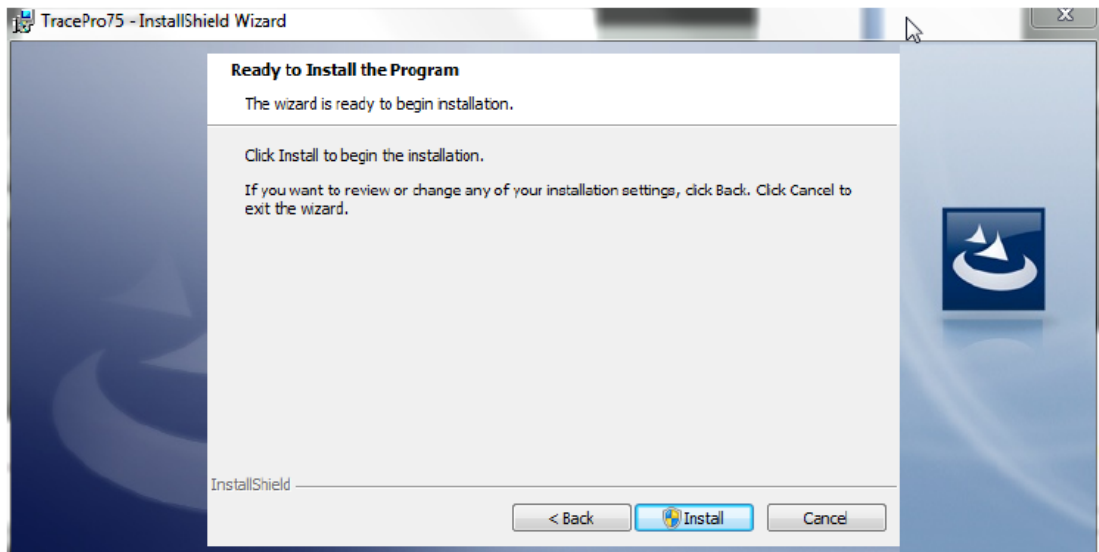 TracePro75 - InstallShield Wizard
Ready to Install the Program
The wizard is ready to begin installation.
Click Install to begin the installation.
If you want to review or change any of your installation settings, click Back. Click Cancel to
exit the wizard.
InstallShield
< Back Install Cancel